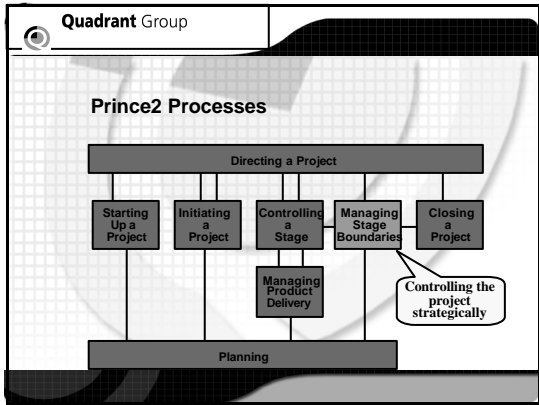 Quadrant Group
Prince2 Processes
Directing a Project
Starting
Up a
Project
Initiating
a
Project
Controlling
a
Stage
Managing
Stage
Boundaries
Closing
a
Project
Managing
Product
Delivery
Controlling the
project
strategically
Planning